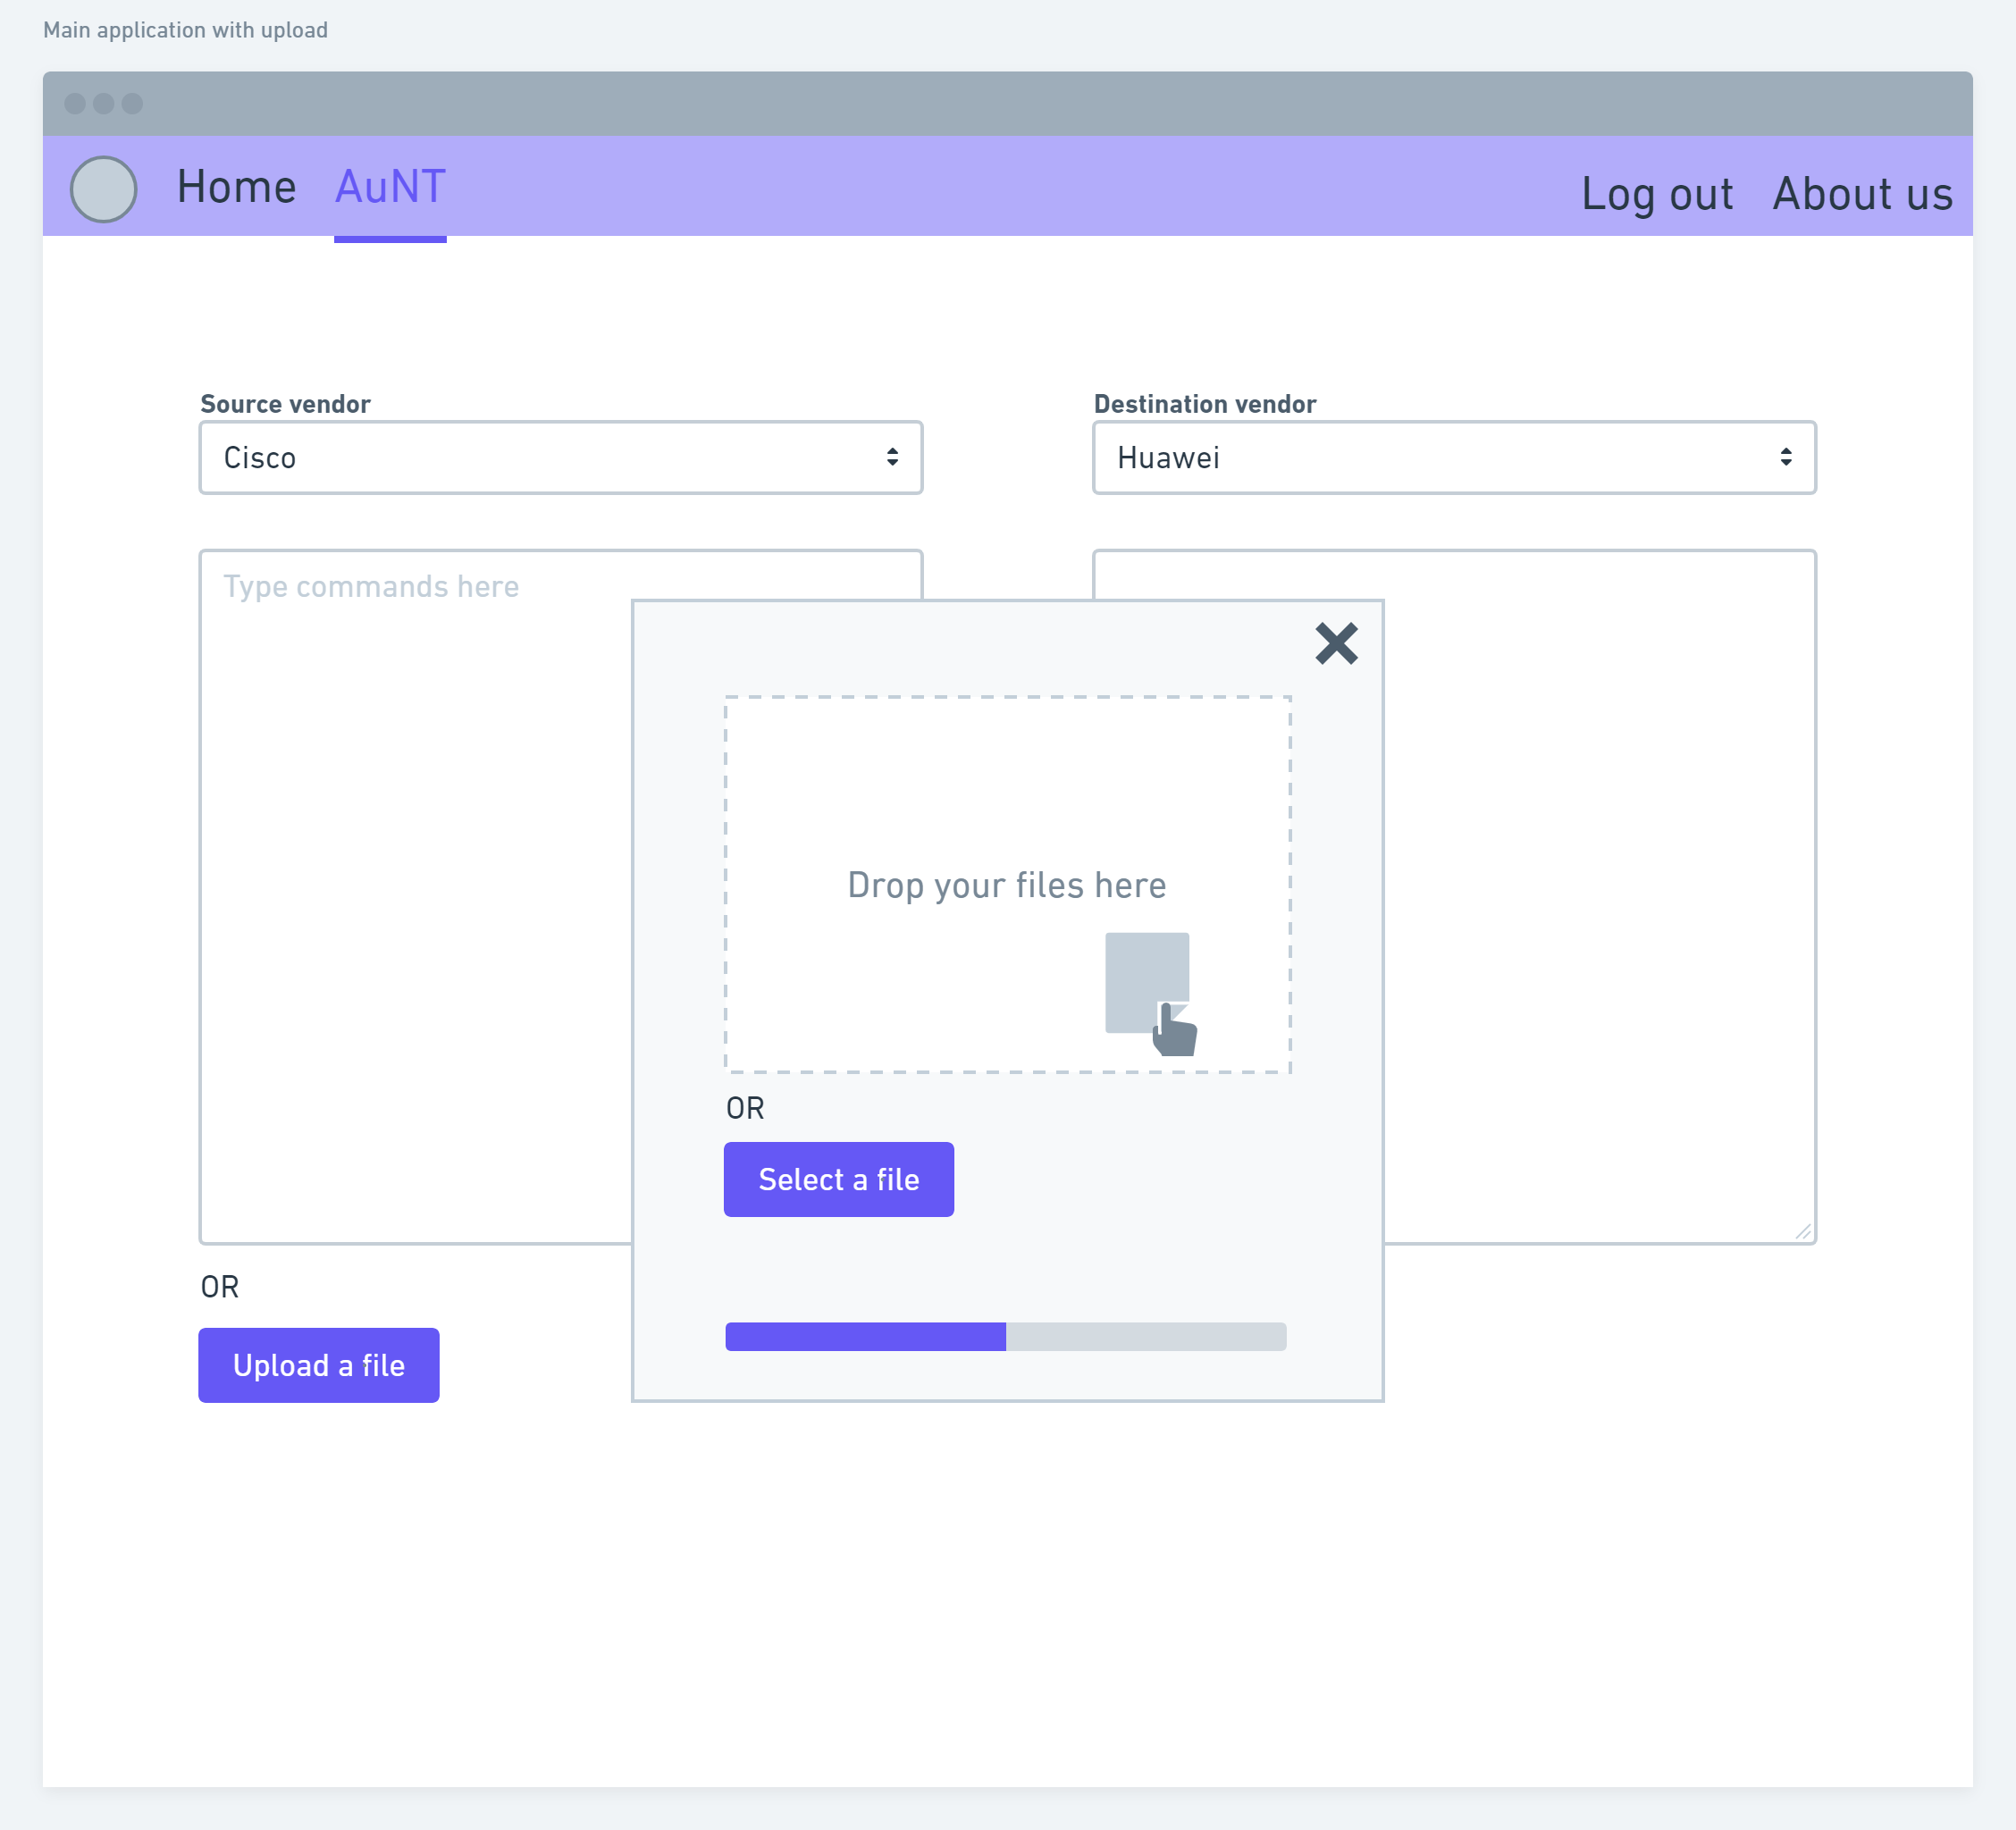 Main application with upload
Home AuNT Log out About us
Source vendor
Cisco
Destination vendor
Huawei
Type commands here
Drop your files here
OR
Select a file
OR
Upload a file